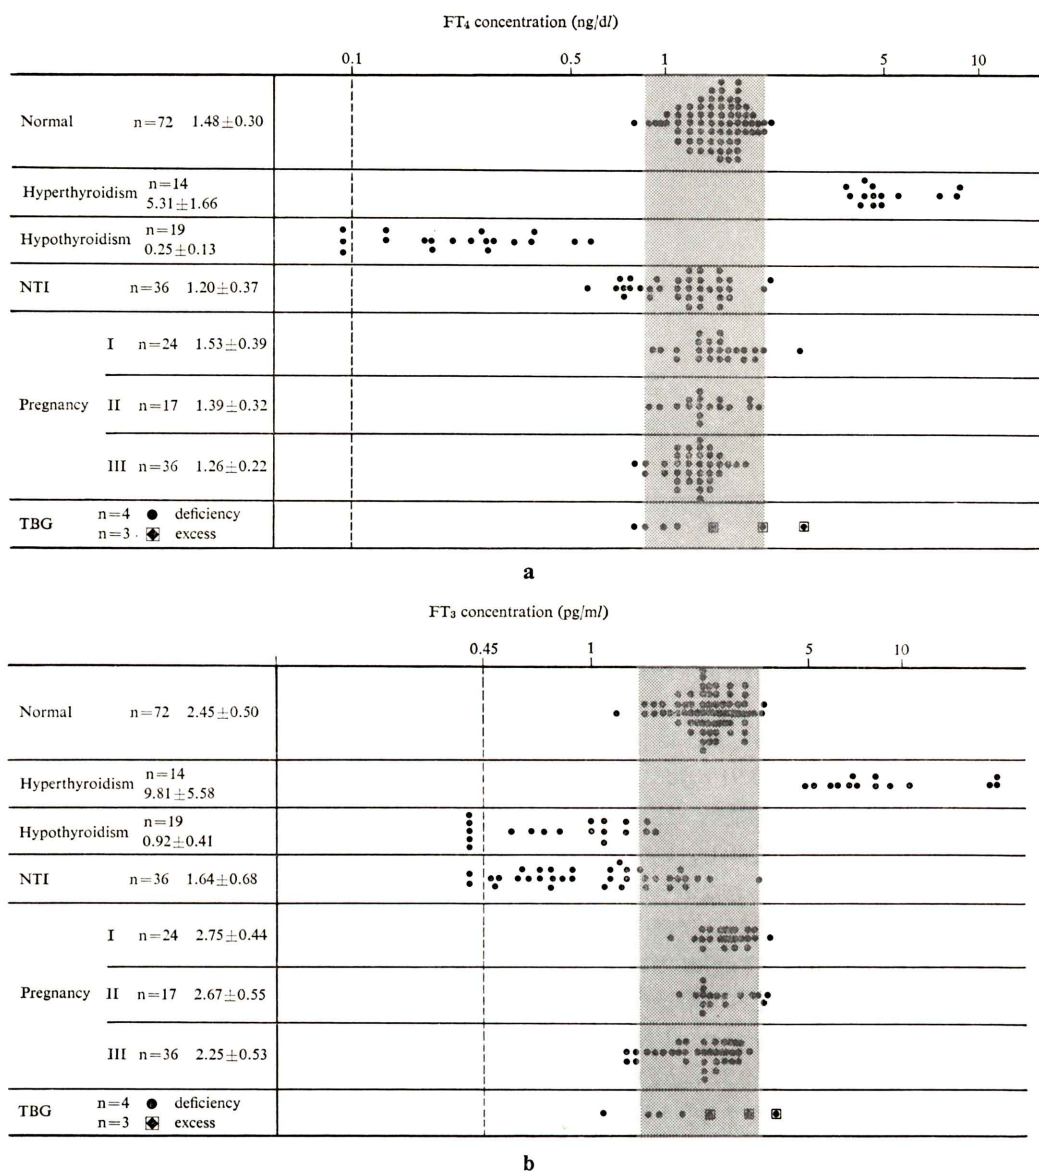 FT4 concentration (ng/dl)
0.1 0.5 1 5 10
Normal n=72 1.48±0.30
n=14
Hyperthyroidism
5.31±1.66
n=19
Hypothyroidism
0.25±0.13
NTI n=36 1.20±0.37
I n=24 1.53±0.39
Pregnancy II n=17 1.39±0.32
III n=36 1.26±0.22
n=4 ● deficiency
TBG
n=3 excess
a
FT3 concentration (pg/ml)
0.45 1 5 10
Normal n=72 2.45±0.50
n=14
Hyperthyroidism
9.81±5.58
n=19
Hypothyroidism
0.92±0.41
NTI n=36 1.64±0.68
I n=24 2.75±0.44
Pregnancy II n=17 2.67±0.55
III n=36 2.25±0.53
n=4 ● deficiency
TBG
n=3 excess
b